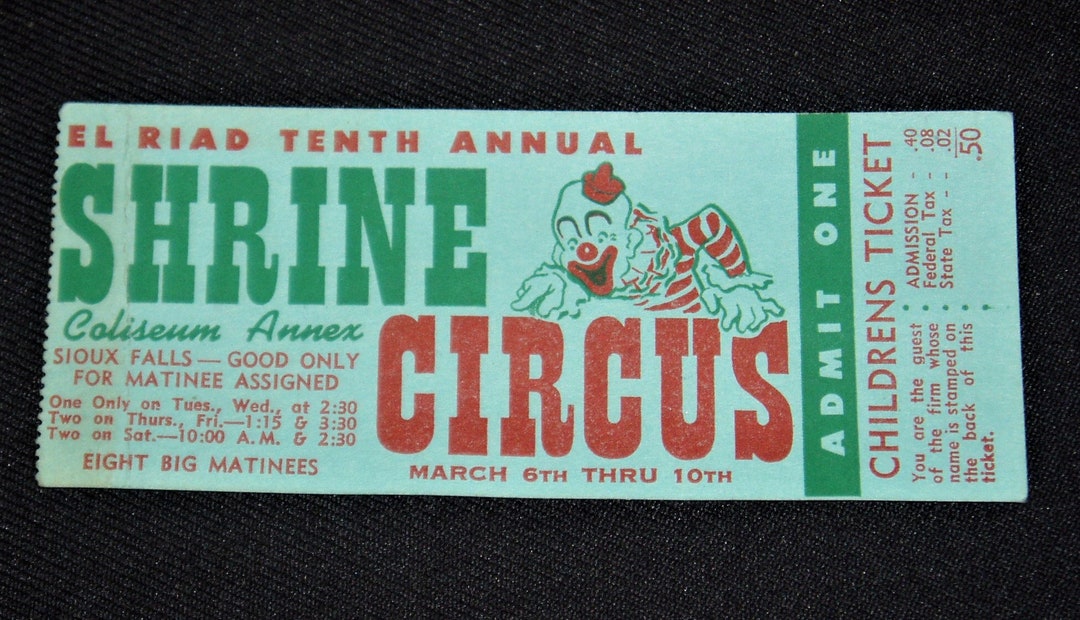 EL RIAD TENTH ANNUAL
SHRINE
Coliseum Annex
SIOUX FALLS — GOOD ONLY
FOR MATINEE ASSIGNED
One Only on Tues., Wed., at 2:30
Two on Thurs., Fri.—1:15 & 3:30
Two on Sat.—10:00 A. M. & 2:30
EIGHT BIG MATINEES
CIRCUS
MARCH 6TH THRU 10TH
ADMIT ONE
CHILDRENS TICKET
ADMISSION - .40
Federal Tax - .08
State Tax - - .02
.50
You are the guest
of the firm whose
name is stamped on
the back of this
ticket.